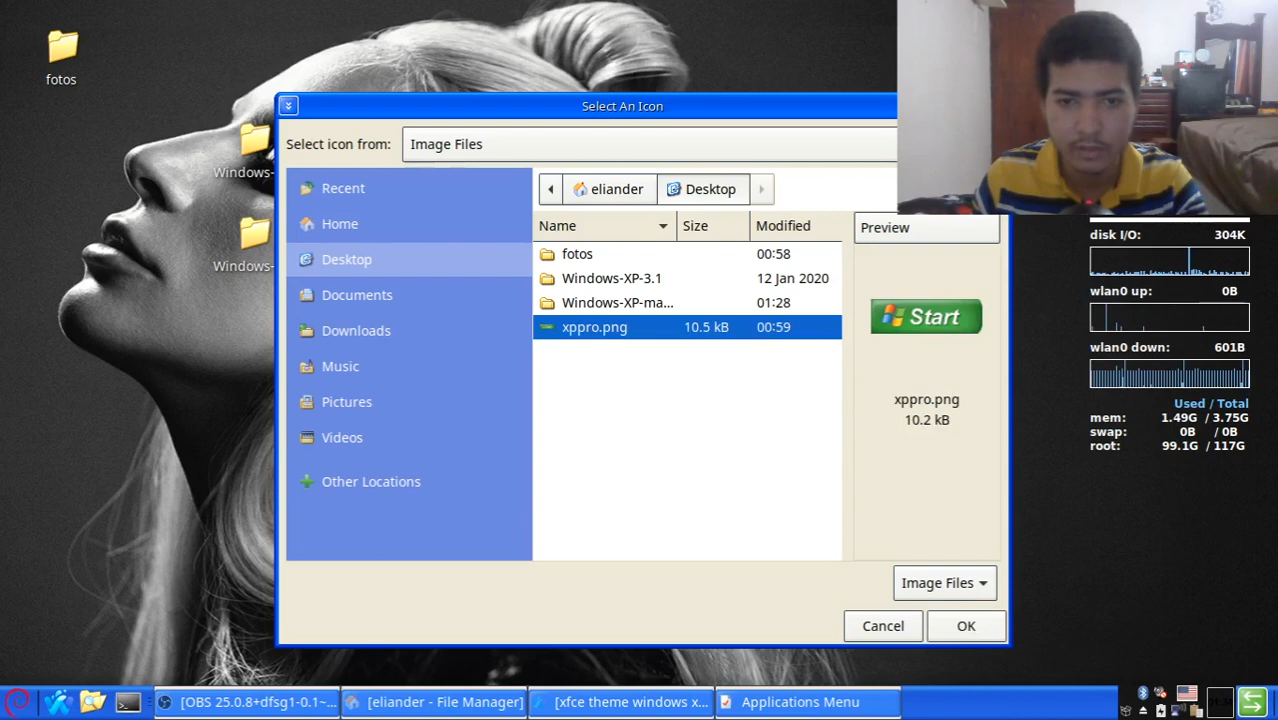 fotos
Windows-
Windows-
Select An Icon
Select icon from: Image Files
Recent
Home
Desktop
Documents
Downloads
Music
Pictures
Videos
Other Locations
eliander Desktop
Name Size Modified
fotos 00:58
Windows-XP-3.1 12 Jan 2020
Windows-XP-ma... 01:28
xppro.png 10.5 kB 00:59
Preview
Start
xppro.png
10.2 kB
Image Files
Cancel OK
disk I/O: 304K
wlan0 up: 0B
wlan0 down: 601B
Used / Total
mem: 1.49G / 3.75G
swap: 0B / 0B
root: 99.1G / 117G
[OBS 25.0.8+dfsg1-0.1~... [eliander - File Manager] [xfce theme windows x... Applications Menu